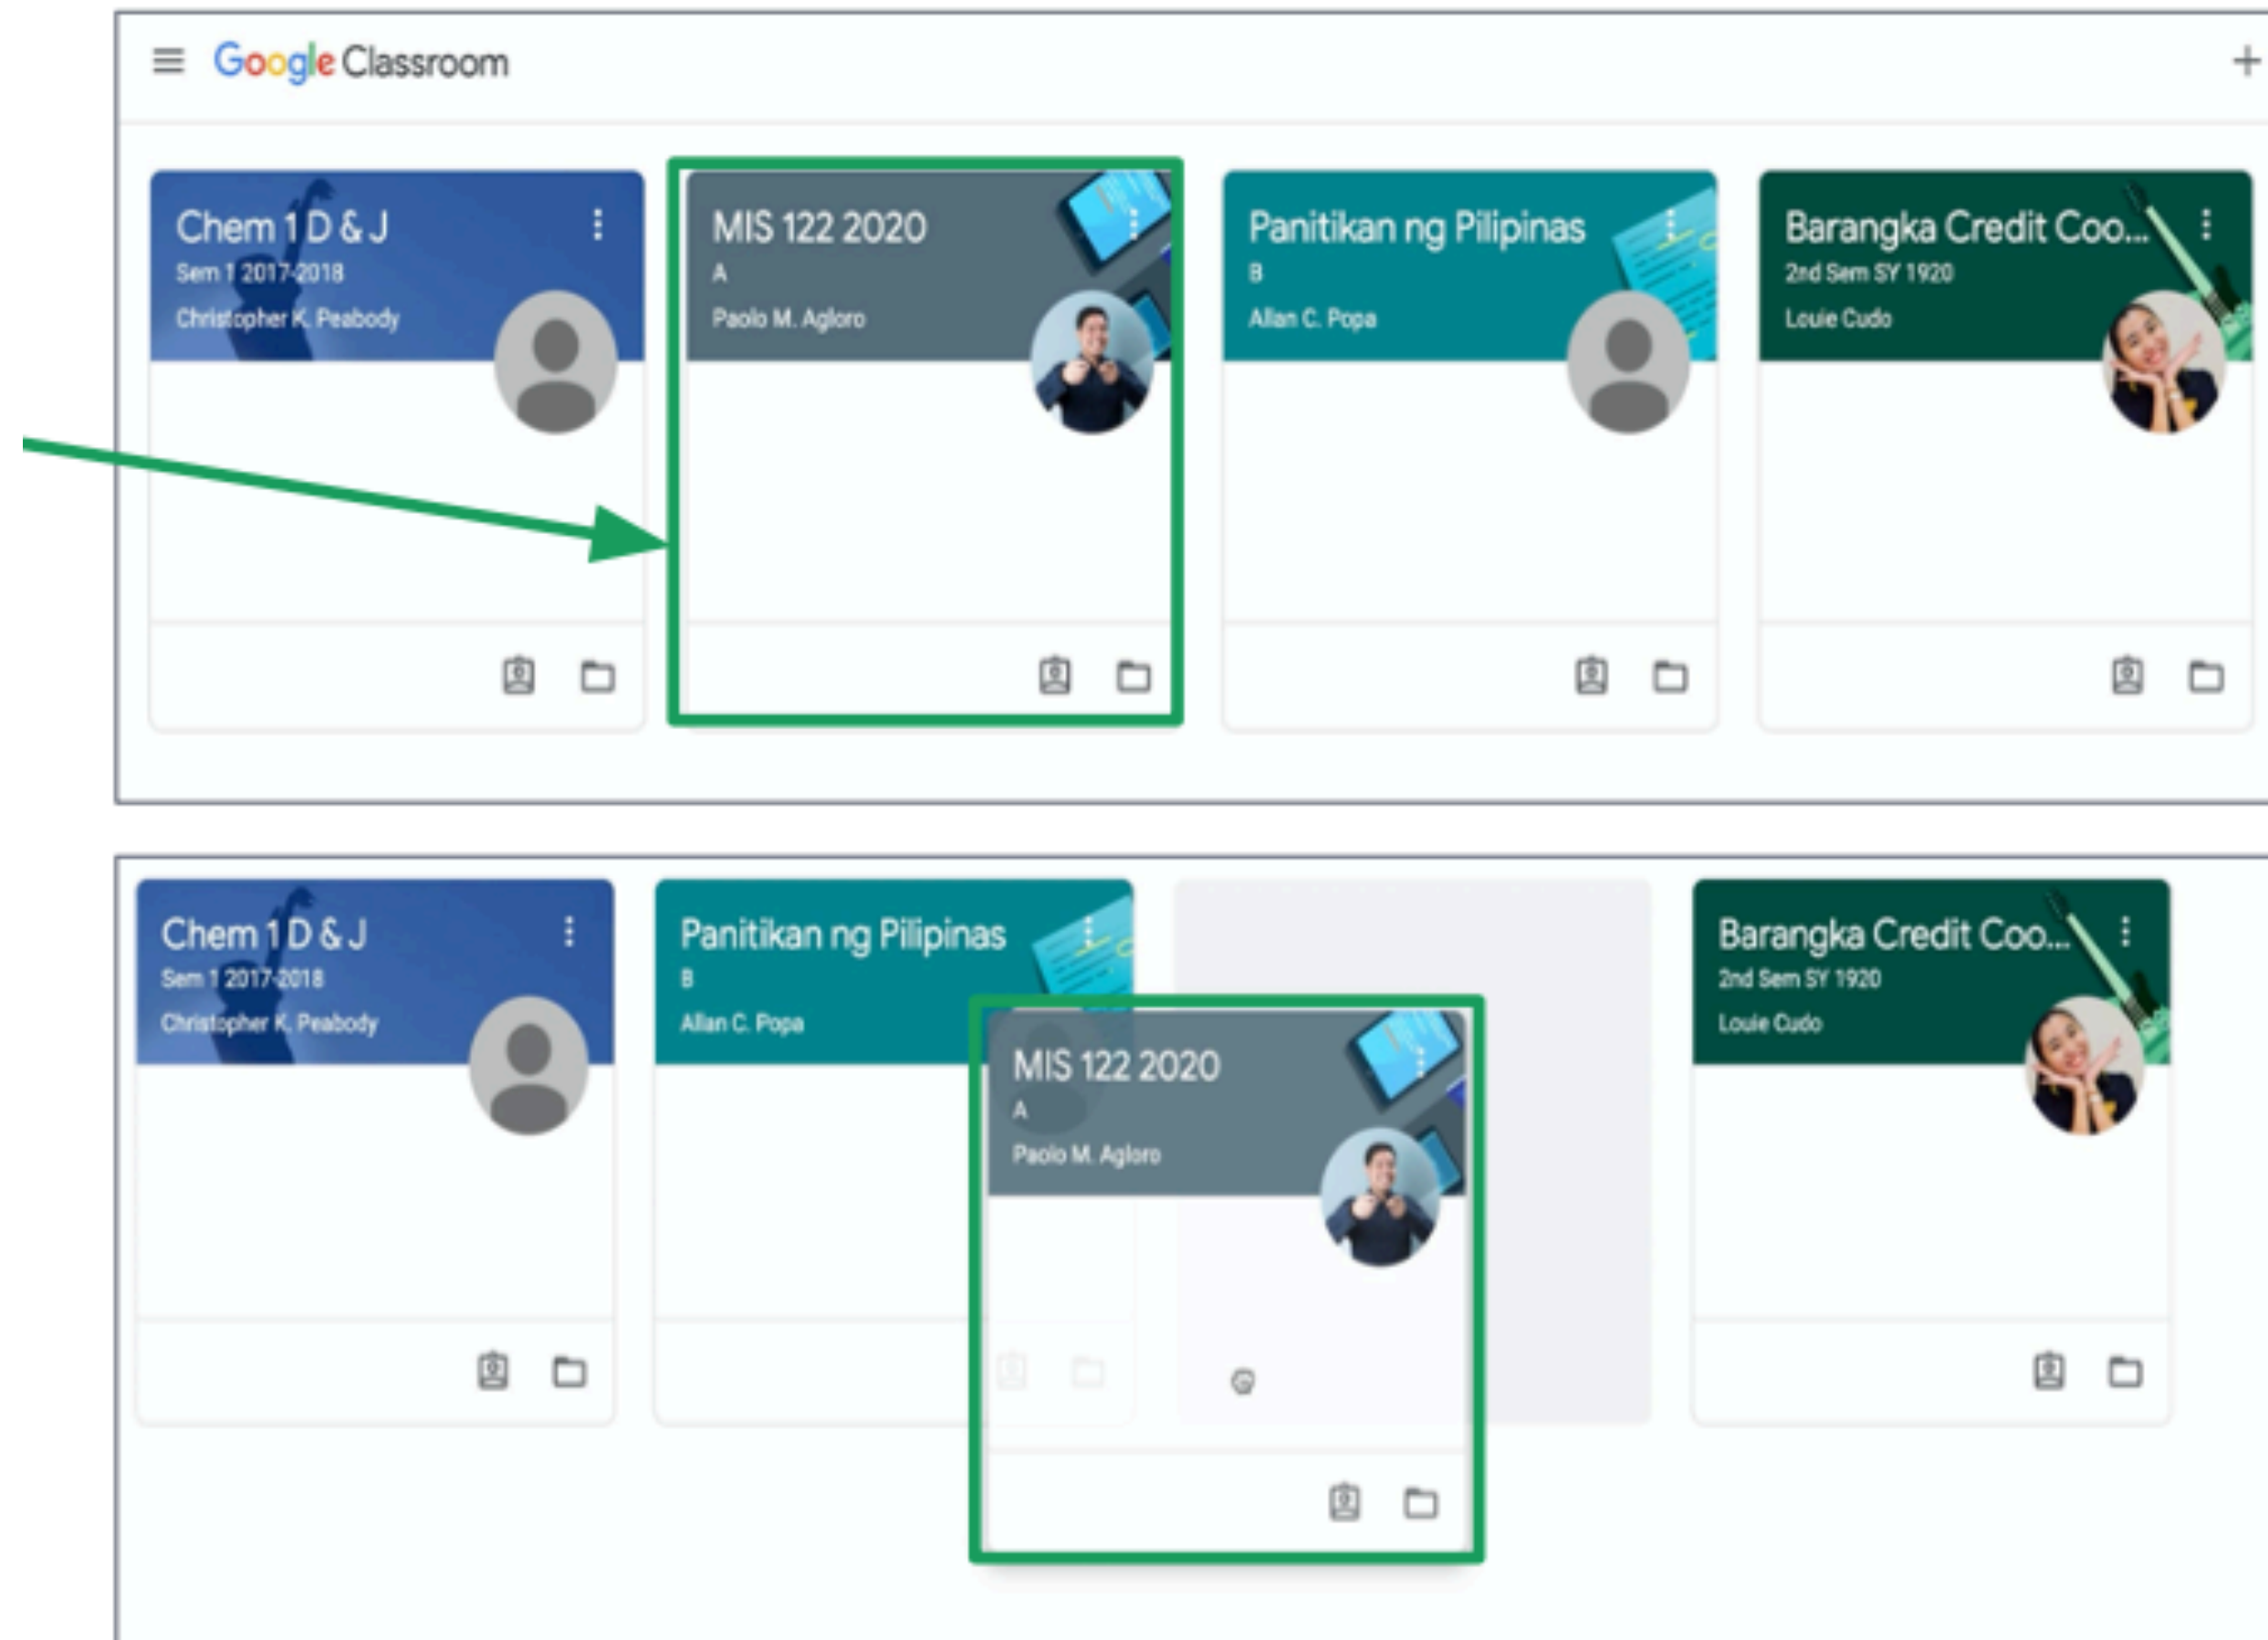 Google Classroom
Chem 1 D & J
Sem 1 2017-2018
Christopher K. Peabody
MIS 122 2020
A
Paolo M. Agloro
Panitikan ng Pilipinas
B
Allan C. Popa
Barangka Credit Coo...
2nd Sem SY 1920
Louie Cudo
Chem 1 D & J
Sem 1 2017-2018
Christopher K. Peabody
Panitikan ng Pilipinas
B
Allan C. Popa
MIS 122 2020
A
Paolo M. Agloro
Barangka Credit Coo...
2nd Sem SY 1920
Louie Cudo